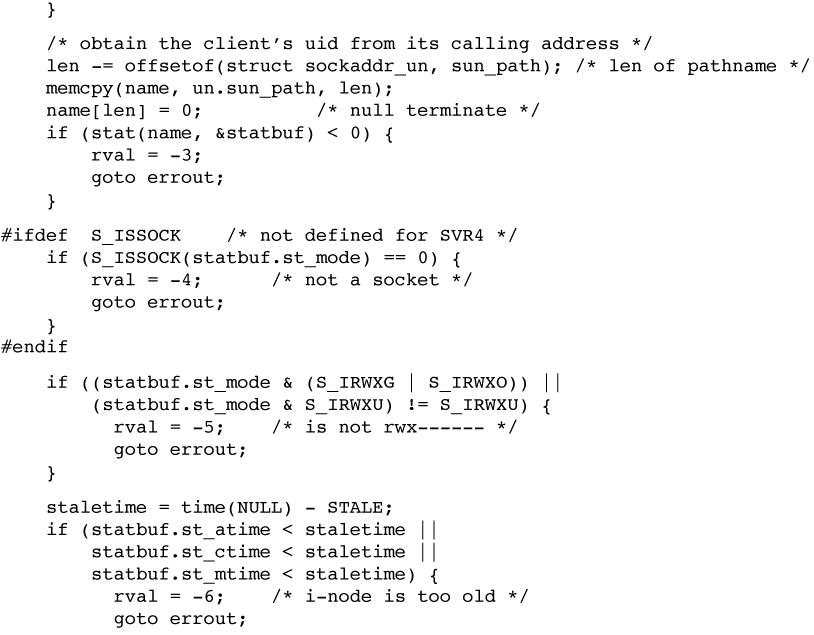 }
    /* obtain the client's uid from its calling address */
    len -= offsetof(struct sockaddr_un, sun_path); /* len of pathname */
    memcpy(name, un.sun_path, len);
    name[len] = 0;          /* null terminate */
    if (stat(name, &statbuf) < 0) {
        rval = -3;
        goto errout;
    }
#ifdef  S_ISSOCK    /* not defined for SVR4 */
    if (S_ISSOCK(statbuf.st_mode) == 0) {
        rval = -4;      /* not a socket */
        goto errout;
    }
#endif
    if ((statbuf.st_mode & (S_IRWXG | S_IRWXO)) ||
        (statbuf.st_mode & S_IRWXU) != S_IRWXU) {
          rval = -5;    /* is not rwx------ */
          goto errout;
    }
    staletime = time(NULL) - STALE;
    if (statbuf.st_atime < staletime ||
        statbuf.st_ctime < staletime ||
        statbuf.st_mtime < staletime) {
          rval = -6;    /* i-node is too old */
          goto errout;